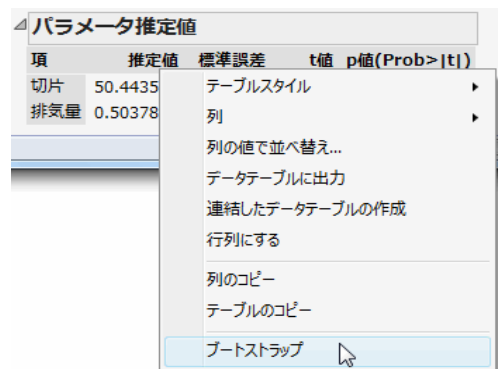 パラメータ推定値
項 推定値 標準誤差 t値 p値(Prob>|t|)
切片 50.4435
排気量 0.50378
テーブルスタイル
列
列の値で並べ替え...
データテーブルに出力
連結したデータテーブルの作成
行列にする
列のコピー
テーブルのコピー
ブートストラップ